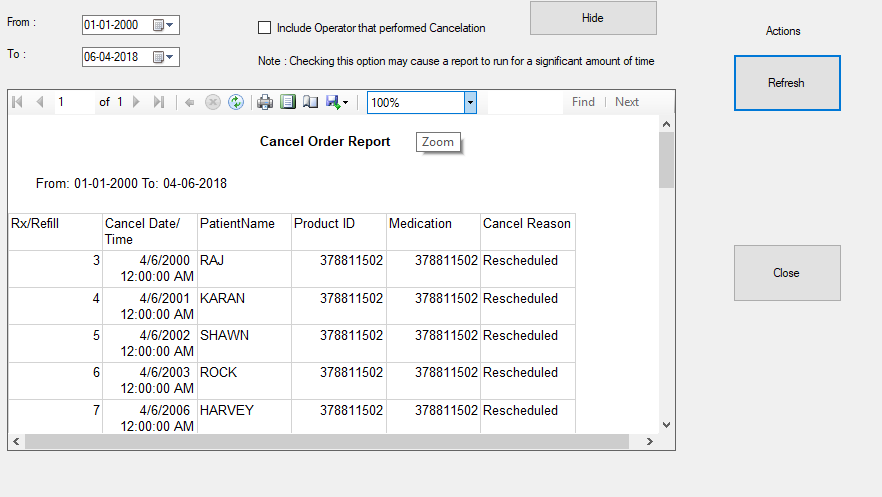 From :
01-01-2000
Include Operator that performed Cancelation
Hide
Actions
To :
06-04-2018
Note : Checking this option may cause a report to run for a significant amount of time
Refresh
1 of 1
100%
Find | Next
Cancel Order Report
Zoom
From: 01-01-2000 To: 04-06-2018
Rx/Refill Cancel Date/ PatientName Product ID Medication Cancel Reason
Time
3 4/6/2000 RAJ 378811502 378811502 Rescheduled
12:00:00 AM
4 4/6/2001 KARAN 378811502 378811502 Rescheduled
12:00:00 AM
5 4/6/2002 SHAWN 378811502 378811502 Rescheduled
12:00:00 AM
6 4/6/2003 ROCK 378811502 378811502 Rescheduled
12:00:00 AM
7 4/6/2006 HARVEY 378811502 378811502 Rescheduled
12:00:00 AM
Close